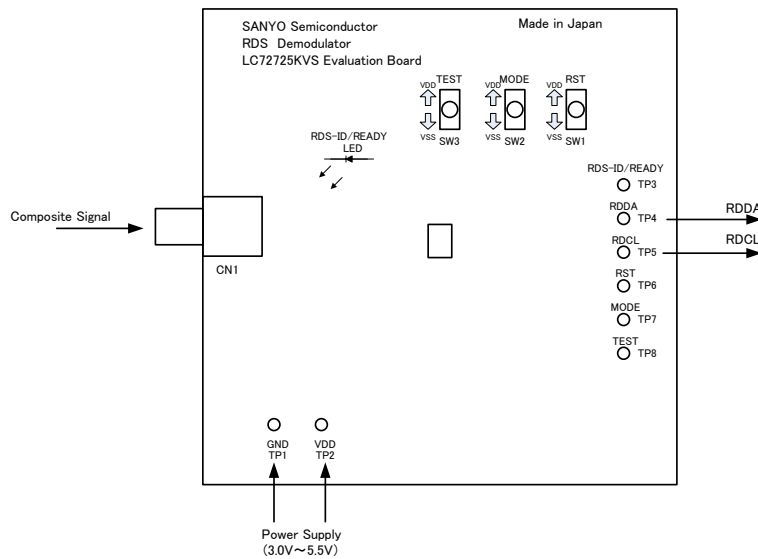 SANYO Semiconductor
RDS Demodulator
LC72725KVS Evaluation Board
Made in Japan
TEST
MODE
RST
VDD
VDD
VDD
VSS
VSS
VSS
SW3
SW2
SW1
RDS-ID/READY
LED
RDS-ID/READY
TP3
RDDA
TP4
RDDA
RDCL
TP5
RDCL
RST
TP6
MODE
TP7
TEST
TP8
Composite Signal
CN1
GND
TP1
VDD
TP2
Power Supply
(3.0V～5.5V)